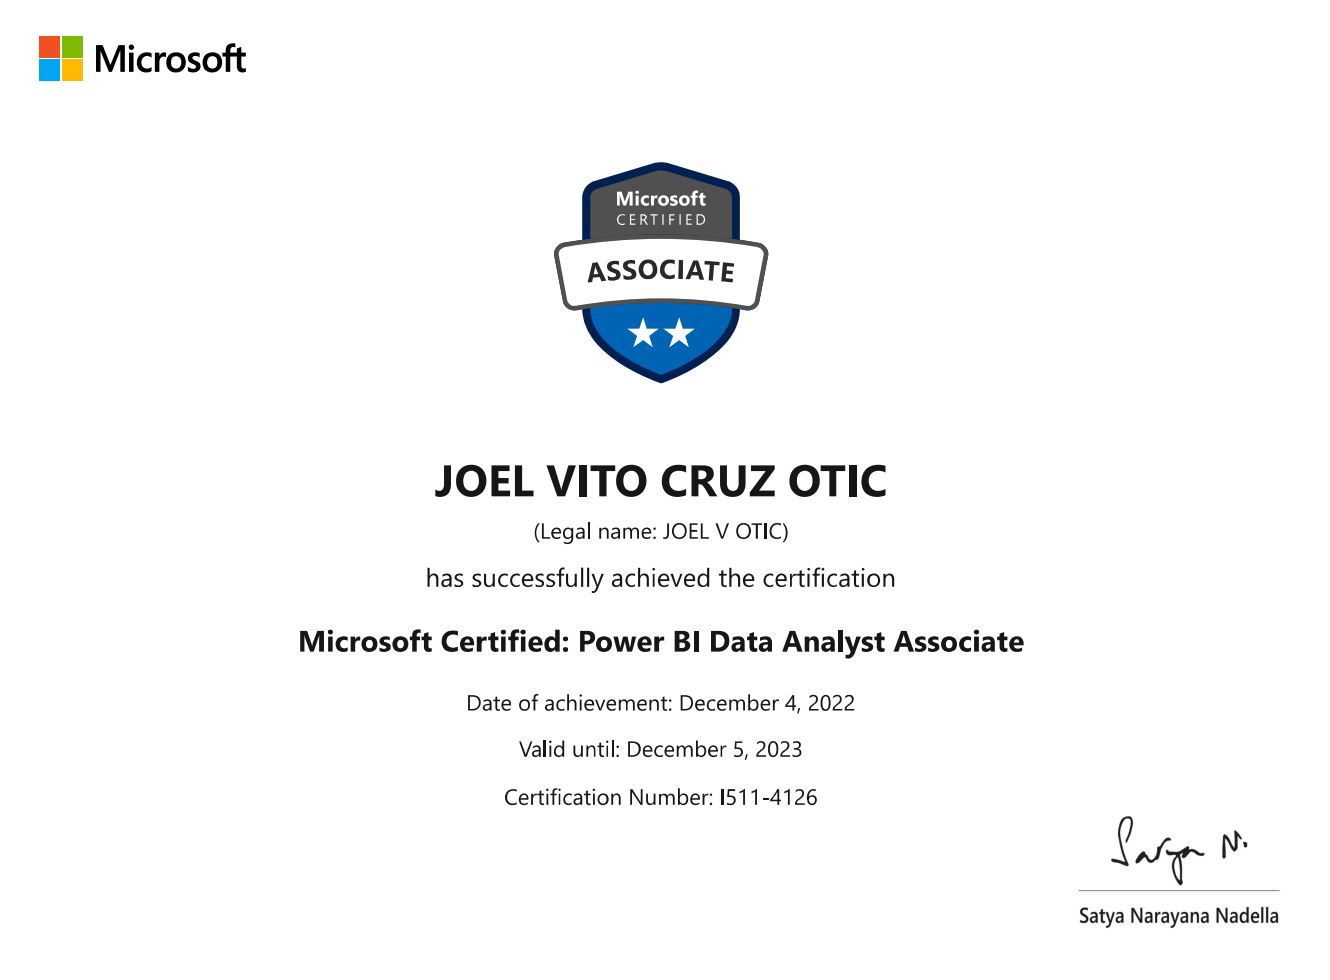 Microsoft
Microsoft
CERTIFIED
ASSOCIATE
JOEL VITO CRUZ OTIC
(Legal name: JOEL V OTIC)
has successfully achieved the certification
Microsoft Certified: Power BI Data Analyst Associate
Date of achievement: December 4, 2022
Valid until: December 5, 2023
Certification Number: I511-4126
Satya N.
Satya Narayana Nadella